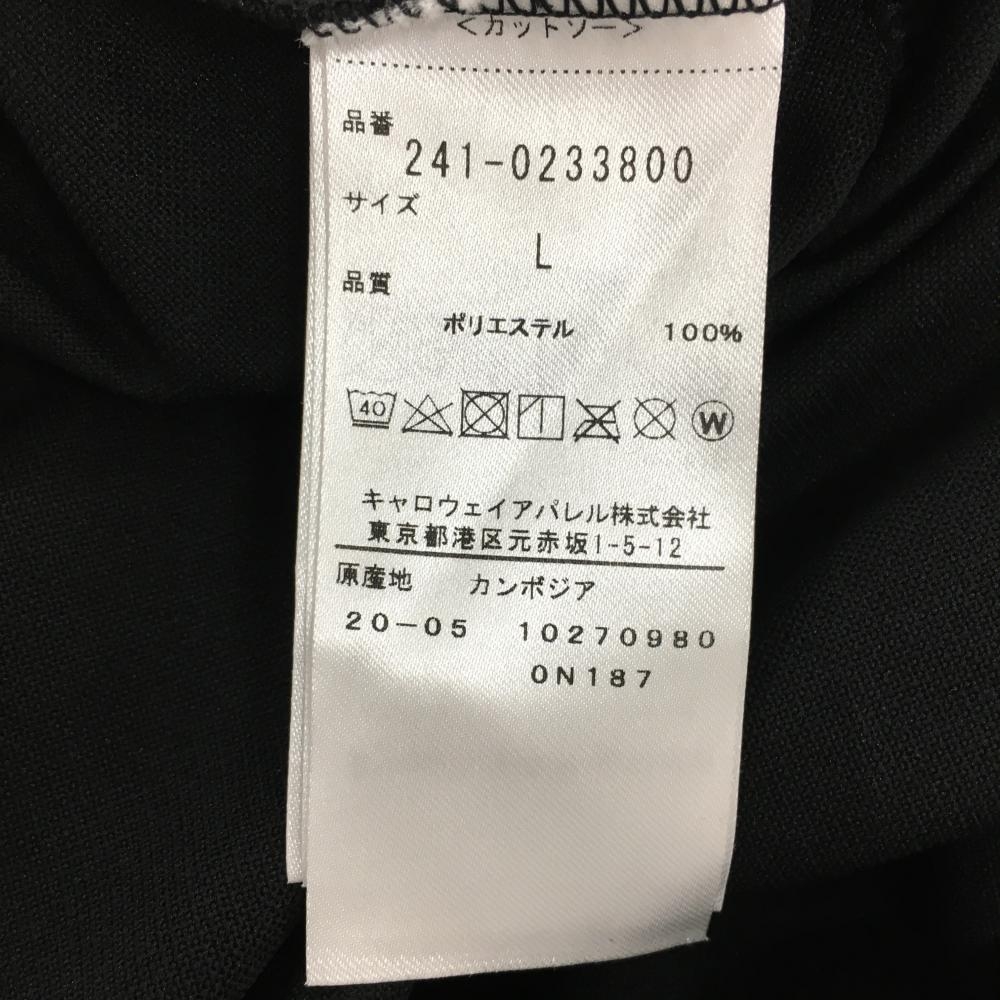 <カットソー>
品番
241-0233800
サイズ
L
品質
ポリエステル 100%
40
W
キャロウェイアパレル株式会社
東京都港区元赤坂1-5-12
原産地 カンボジア
20-05 10270980
0N187